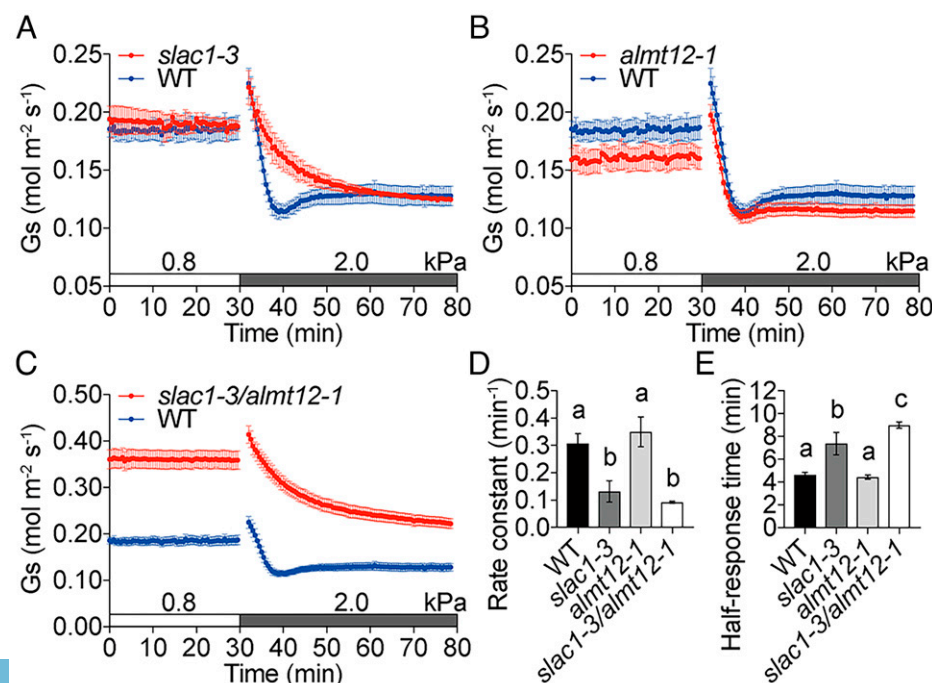 A
slac1-3
WT
0.25
0.20
0.15
0.10
0.05
Gs (mol m⁻² s⁻¹)
0.8
2.0
kPa
0 10 20 30 40 50 60 70 80
Time (min)
B
almt12-1
WT
0.25
0.20
0.15
0.10
0.05
Gs (mol m⁻² s⁻¹)
0.8
2.0
kPa
0 10 20 30 40 50 60 70 80
Time (min)
C
slac1-3/almt12-1
WT
0.50
0.40
0.30
0.20
0.10
0.00
Gs (mol m⁻² s⁻¹)
0.8
2.0
kPa
0 10 20 30 40 50 60 70 80
Time (min)
D
Rate constant (min⁻¹)
0.5
0.4
0.3
0.2
0.1
0.0
a
b
a
b
WT
slac1-3
almt12-1
slac1-3/almt12-1
E
Half-response time (min)
12
10
8
6
4
2
0
a
b
a
c
WT
slac1-3
almt12-1
slac1-3/almt12-1